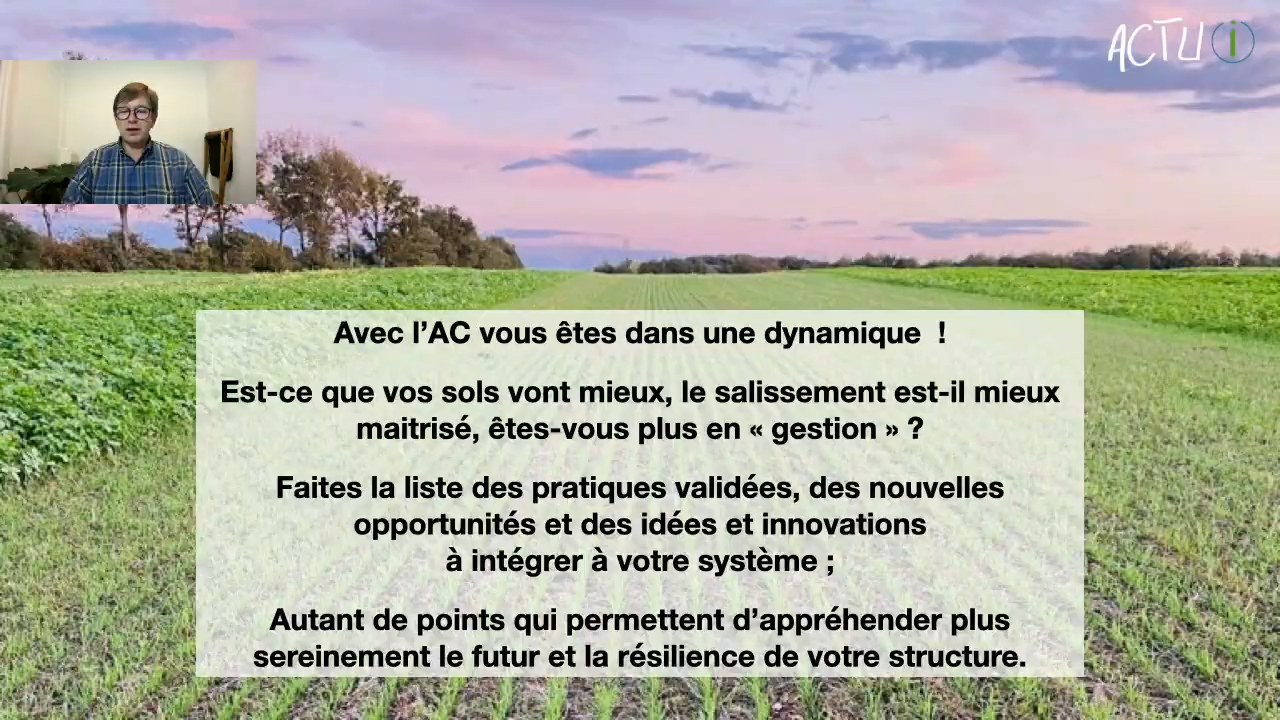 ACTU i
Avec l’AC vous êtes dans une dynamique  !
Est-ce que vos sols vont mieux, le salissement est-il mieux
maitrisé, êtes-vous plus en « gestion » ?
Faites la liste des pratiques validées, des nouvelles
opportunités et des idées et innovations
à intégrer à votre système ;
Autant de points qui permettent d’appréhender plus
sereinement le futur et la résilience de votre structure.